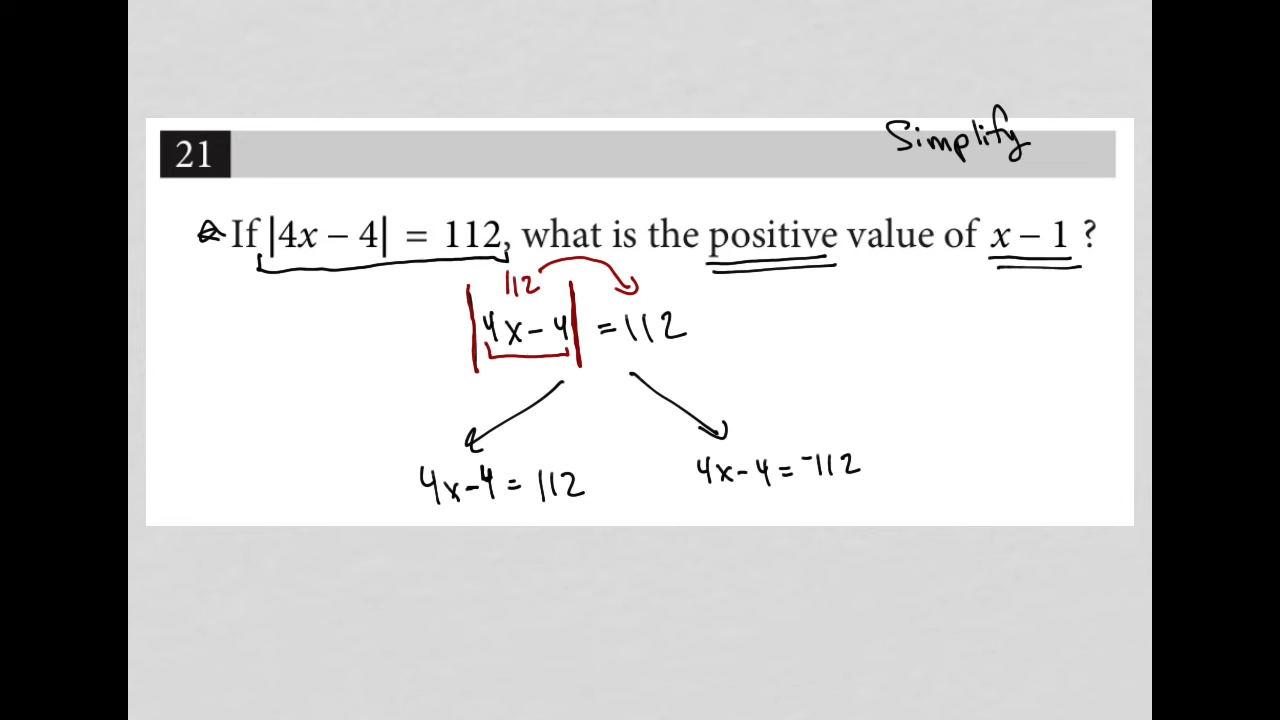 Simplify
21
If |4x − 4| = 112, what is the positive value of x − 1 ?
112
|4x − 4| = 112
4x − 4 = 112
4x − 4 = ⁻112